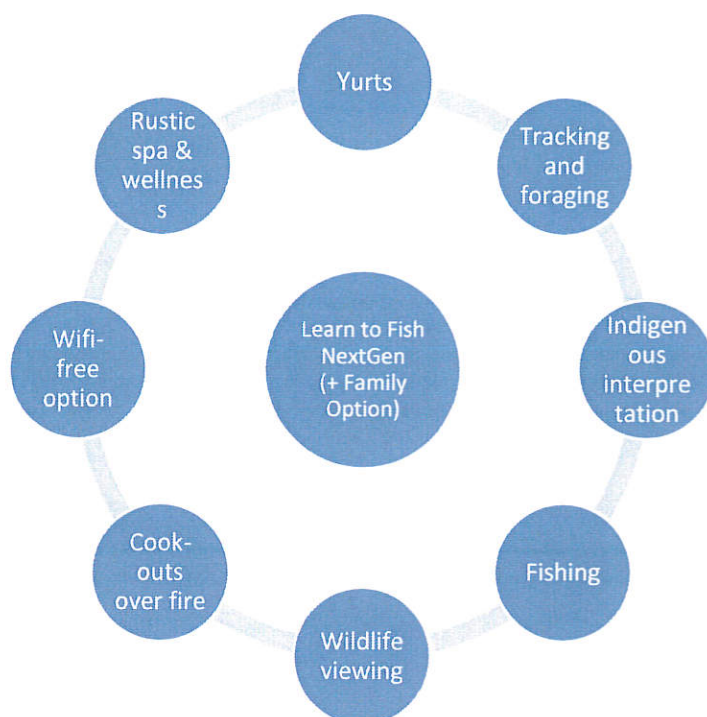 Yurts
Tracking
and
foraging
Indigen
ous
interpre
tation
Fishing
Wildlife
viewing
Cook-
outs
over fire
Wifi-
free
option
Rustic
spa &
wellnes
s
Learn to Fish
NextGen
(+ Family
Option)